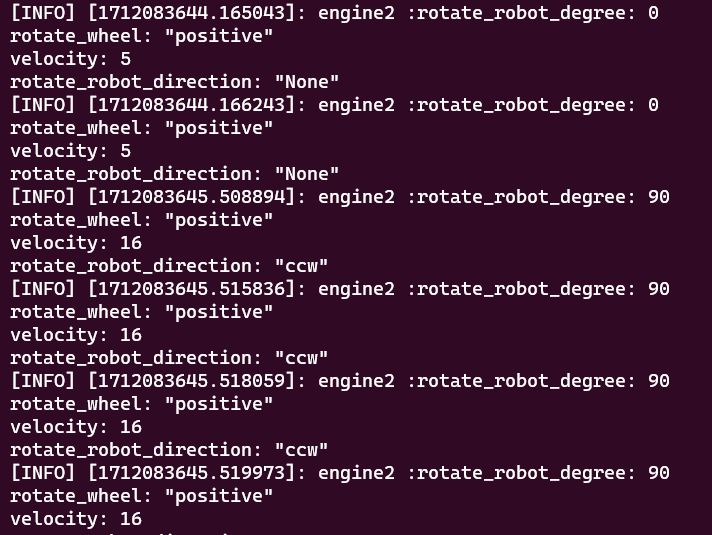 [INFO] [1712083644.165043]: engine2 :rotate_robot_degree: 0
rotate_wheel: "positive"
velocity: 5
rotate_robot_direction: "None"
[INFO] [1712083644.166243]: engine2 :rotate_robot_degree: 0
rotate_wheel: "positive"
velocity: 5
rotate_robot_direction: "None"
[INFO] [1712083645.508894]: engine2 :rotate_robot_degree: 90
rotate_wheel: "positive"
velocity: 16
rotate_robot_direction: "ccw"
[INFO] [1712083645.515836]: engine2 :rotate_robot_degree: 90
rotate_wheel: "positive"
velocity: 16
rotate_robot_direction: "ccw"
[INFO] [1712083645.518059]: engine2 :rotate_robot_degree: 90
rotate_wheel: "positive"
velocity: 16
rotate_robot_direction: "ccw"
[INFO] [1712083645.519973]: engine2 :rotate_robot_degree: 90
rotate_wheel: "positive"
velocity: 16